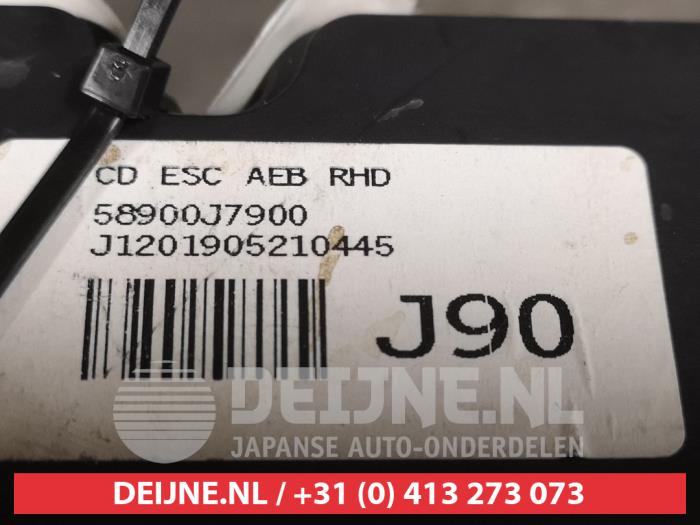 CD ESC AEB RHD
58900J7900
J1201905210445
J90
DEIJNE.NL
JAPANSE AUTO-ONDERDELEN
DEIJNE.NL / +31 (0) 413 273 073